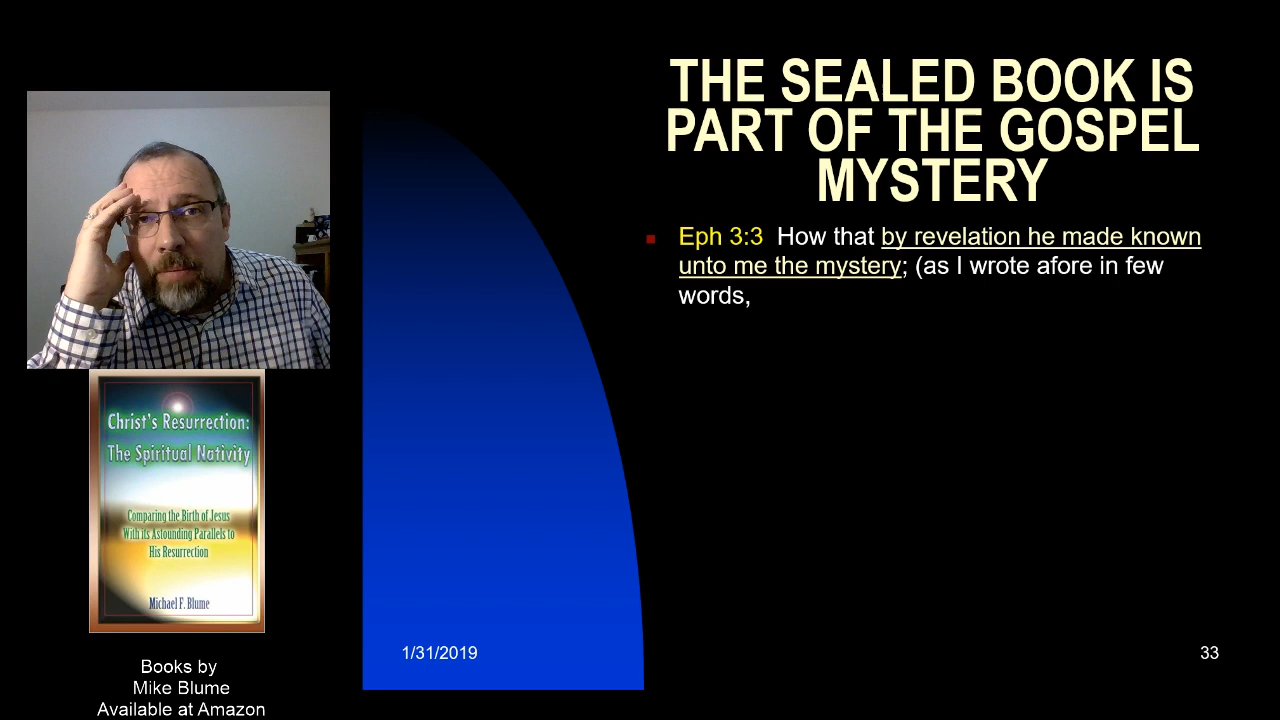 THE SEALED BOOK IS
PART OF THE GOSPEL
MYSTERY
Eph 3:3 How that by revelation he made known
unto me the mystery; (as I wrote afore in few
words,
Christ's Resurrection:
The Spiritual Nativity
Comparing the Birth of Jesus
With its Astounding Parallels to
His Resurrection
Michael F. Blume
Books by
Mike Blume
Available at Amazon
1/31/2019
33